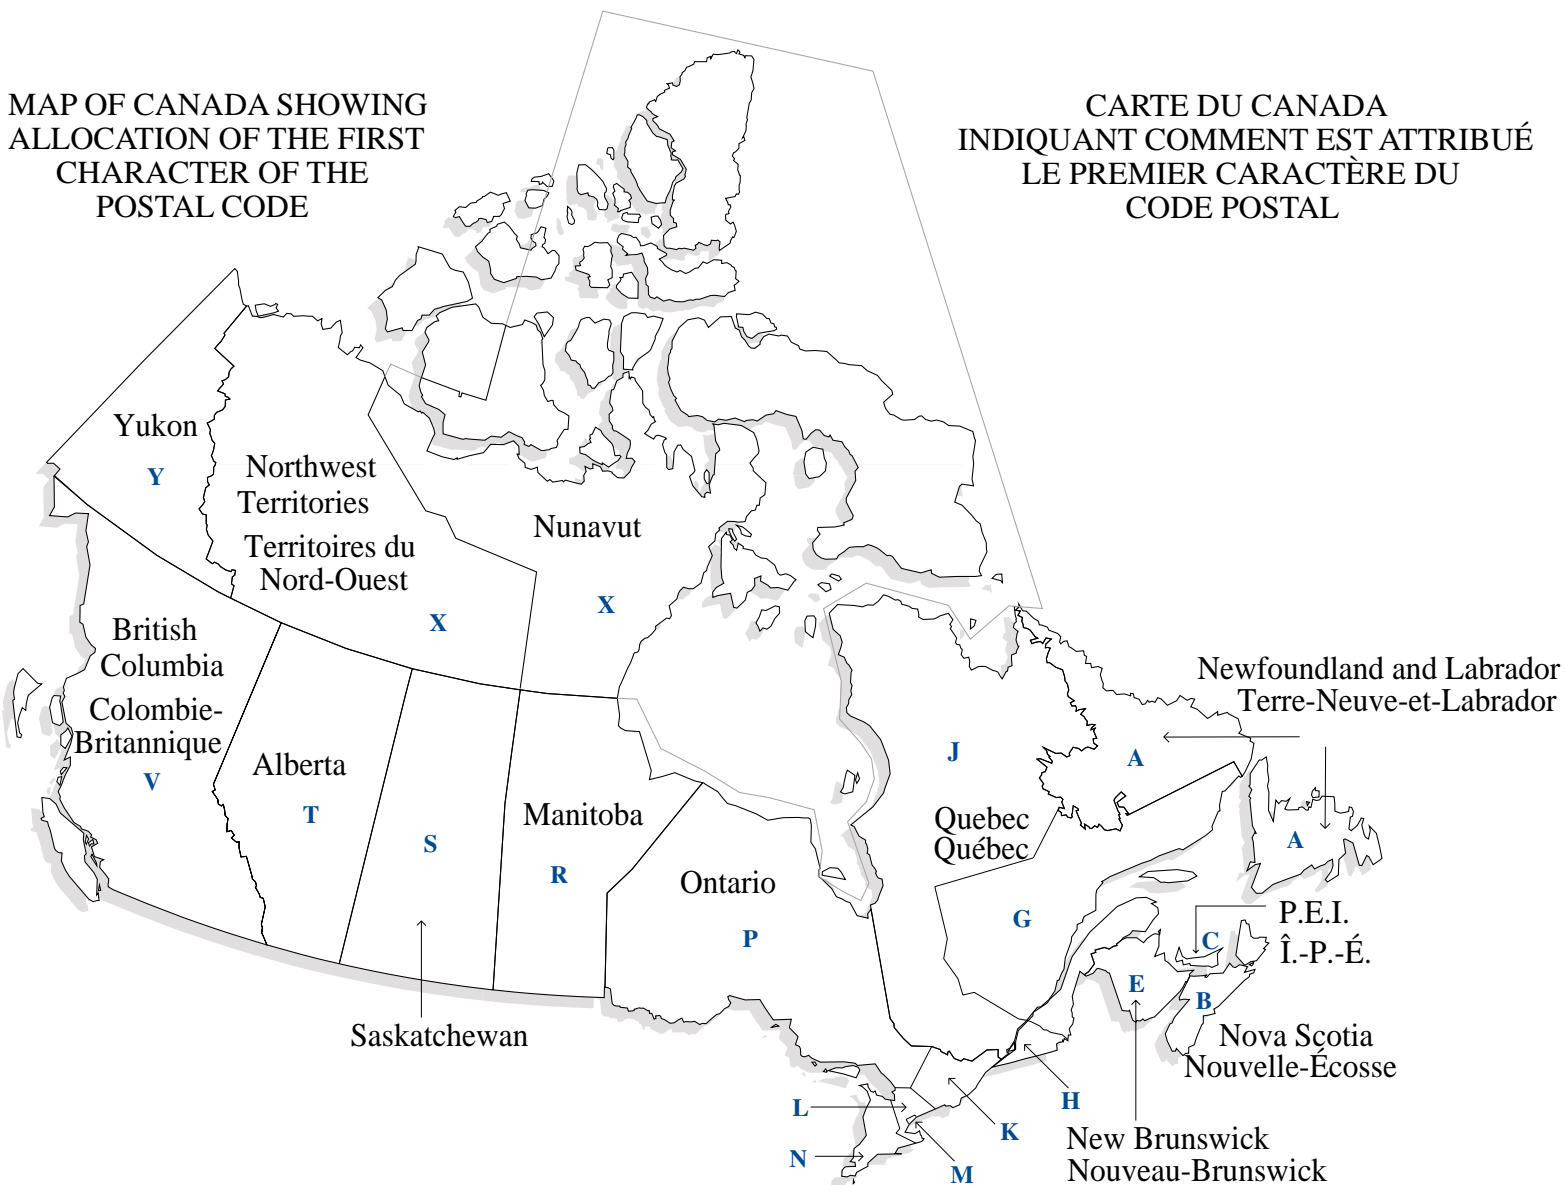 MAP OF CANADA SHOWING
ALLOCATION OF THE FIRST
CHARACTER OF THE
POSTAL CODE
CARTE DU CANADA
INDIQUANT COMMENT EST ATTRIBUÉ
LE PREMIER CARACTÈRE DU
CODE POSTAL
Yukon
Y
Northwest
Territories
Territoires du
Nord-Ouest
X
Nunavut
X
British
Columbia
Colombie-
Britannique
V
Alberta
T
S
Saskatchewan
Manitoba
R
Ontario
P
J
Quebec
Québec
G
Newfoundland and Labrador
Terre-Neuve-et-Labrador
A
A
P.E.I.
Î.-P.-É.
C
E
B
Nova Scotia
Nouvelle-Écosse
H
L
K
N
M
New Brunswick
Nouveau-Brunswick